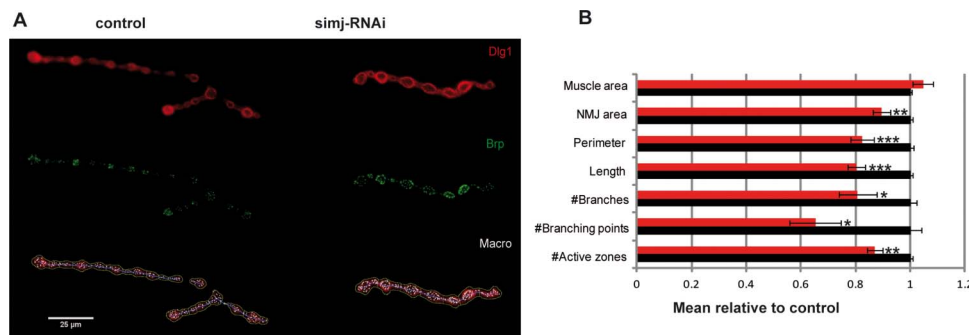 A
control
simj-RNAi
Dlg1
Brp
Macro
25 µm
B
Muscle area
NMJ area
**
Perimeter
***
Length
***
#Branches
*
#Branching points
*
#Active zones
**
0 0.2 0.4 0.6 0.8 1 1.2
Mean relative to control